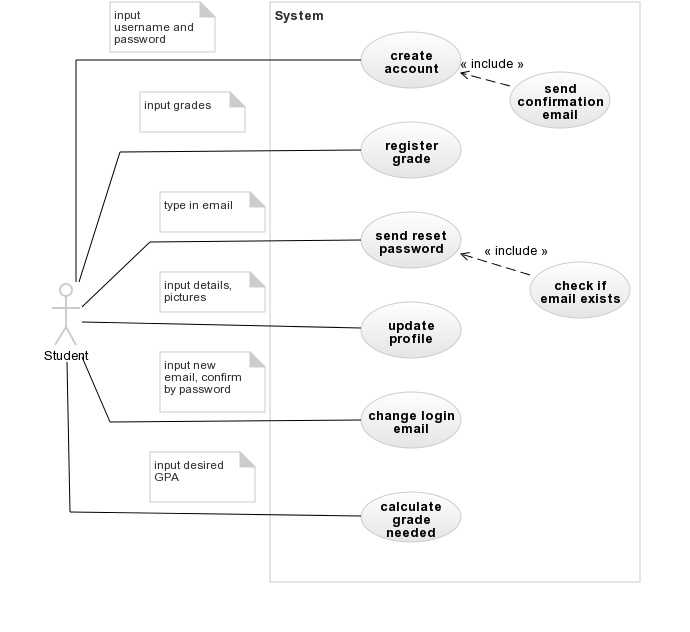 input
username and
password
System
create
account
« include »
send
confirmation
email
input grades
register
grade
type in email
send reset
password
« include »
check if
email exists
input details,
pictures
update
profile
Student
input new
email, confirm
by password
change login
email
input desired
GPA
calculate
grade
needed